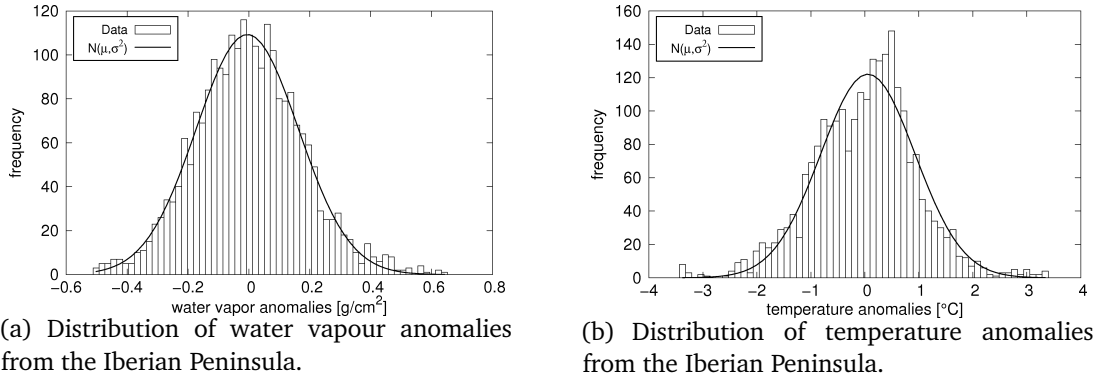 120
100
80
60
40
20
0
frequency
Data
N(μ,σ²)
−0.6 −0.4 −0.2 0 0.2 0.4 0.6 0.8
water vapor anomalies [g/cm²]
(a) Distribution of water vapour anomalies
from the Iberian Peninsula.
160
140
120
100
80
60
40
20
0
frequency
Data
N(μ,σ²)
−4 −3 −2 −1 0 1 2 3 4
temperature anomalies [°C]
(b) Distribution of temperature anomalies
from the Iberian Peninsula.